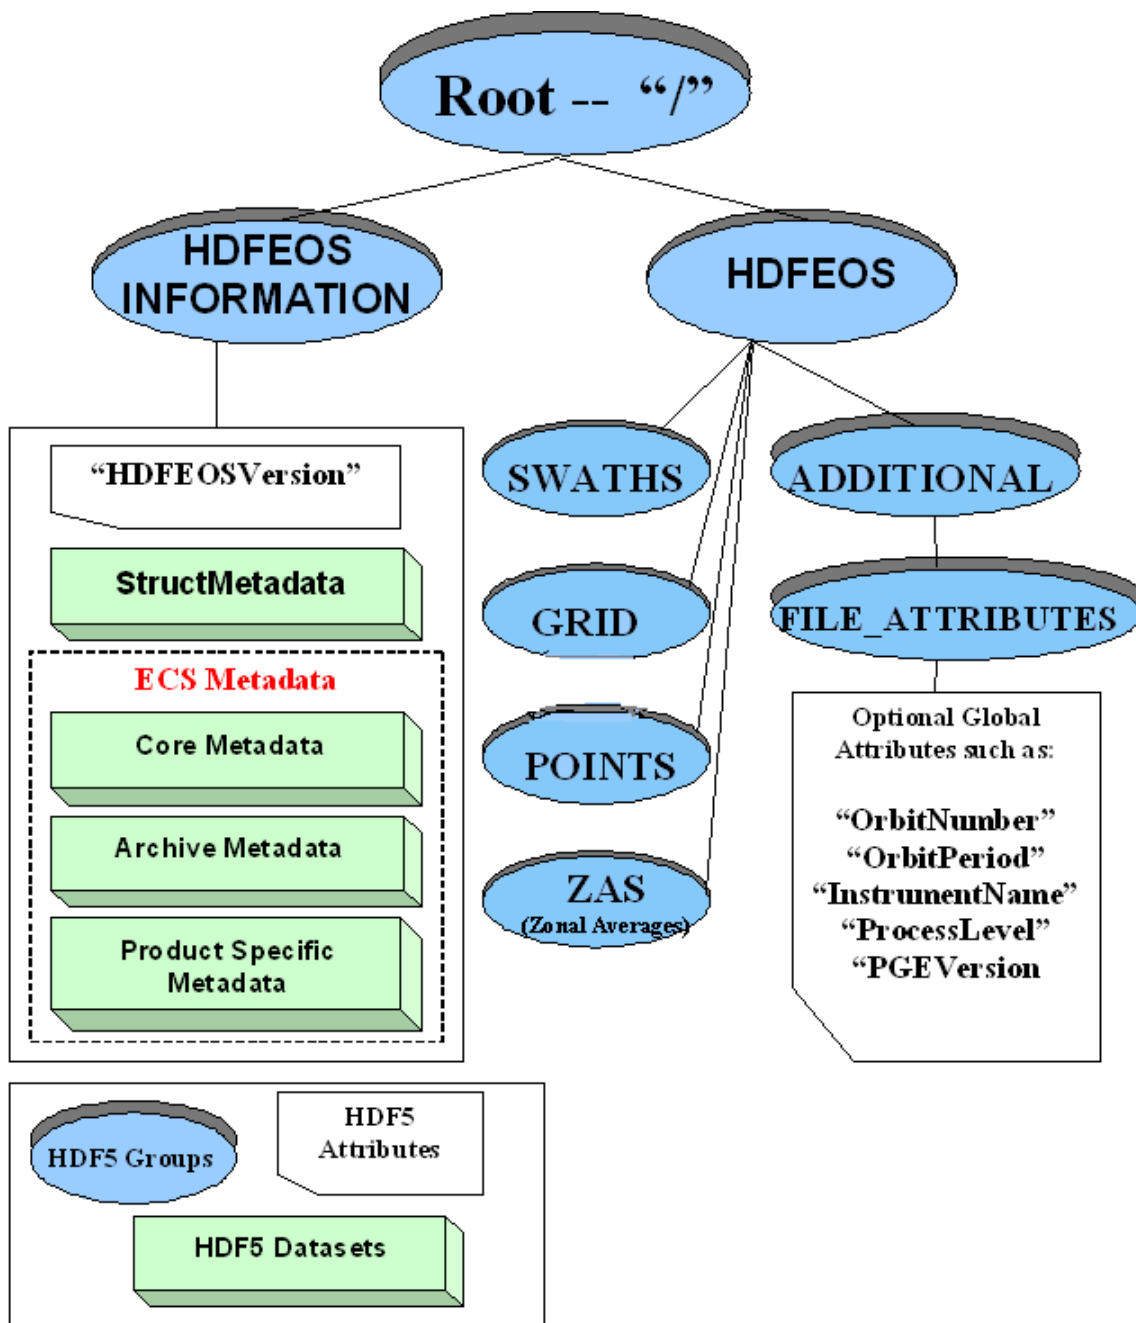 Root -- “/”
HDFEOS
INFORMATION
HDFEOS
“HDFEOSVersion”
StructMetadata
ECS Metadata
Core Metadata
Archive Metadata
Product Specific
Metadata
SWATHS
GRID
POINTS
ZAS
(Zonal Averages)
ADDITIONAL
FILE_ATTRIBUTES
Optional Global
Attributes such as:
“OrbitNumber”
“OrbitPeriod”
“InstrumentName”
“ProcessLevel”
“PGEVersion
HDF5 Groups
HDF5
Attributes
HDF5 Datasets